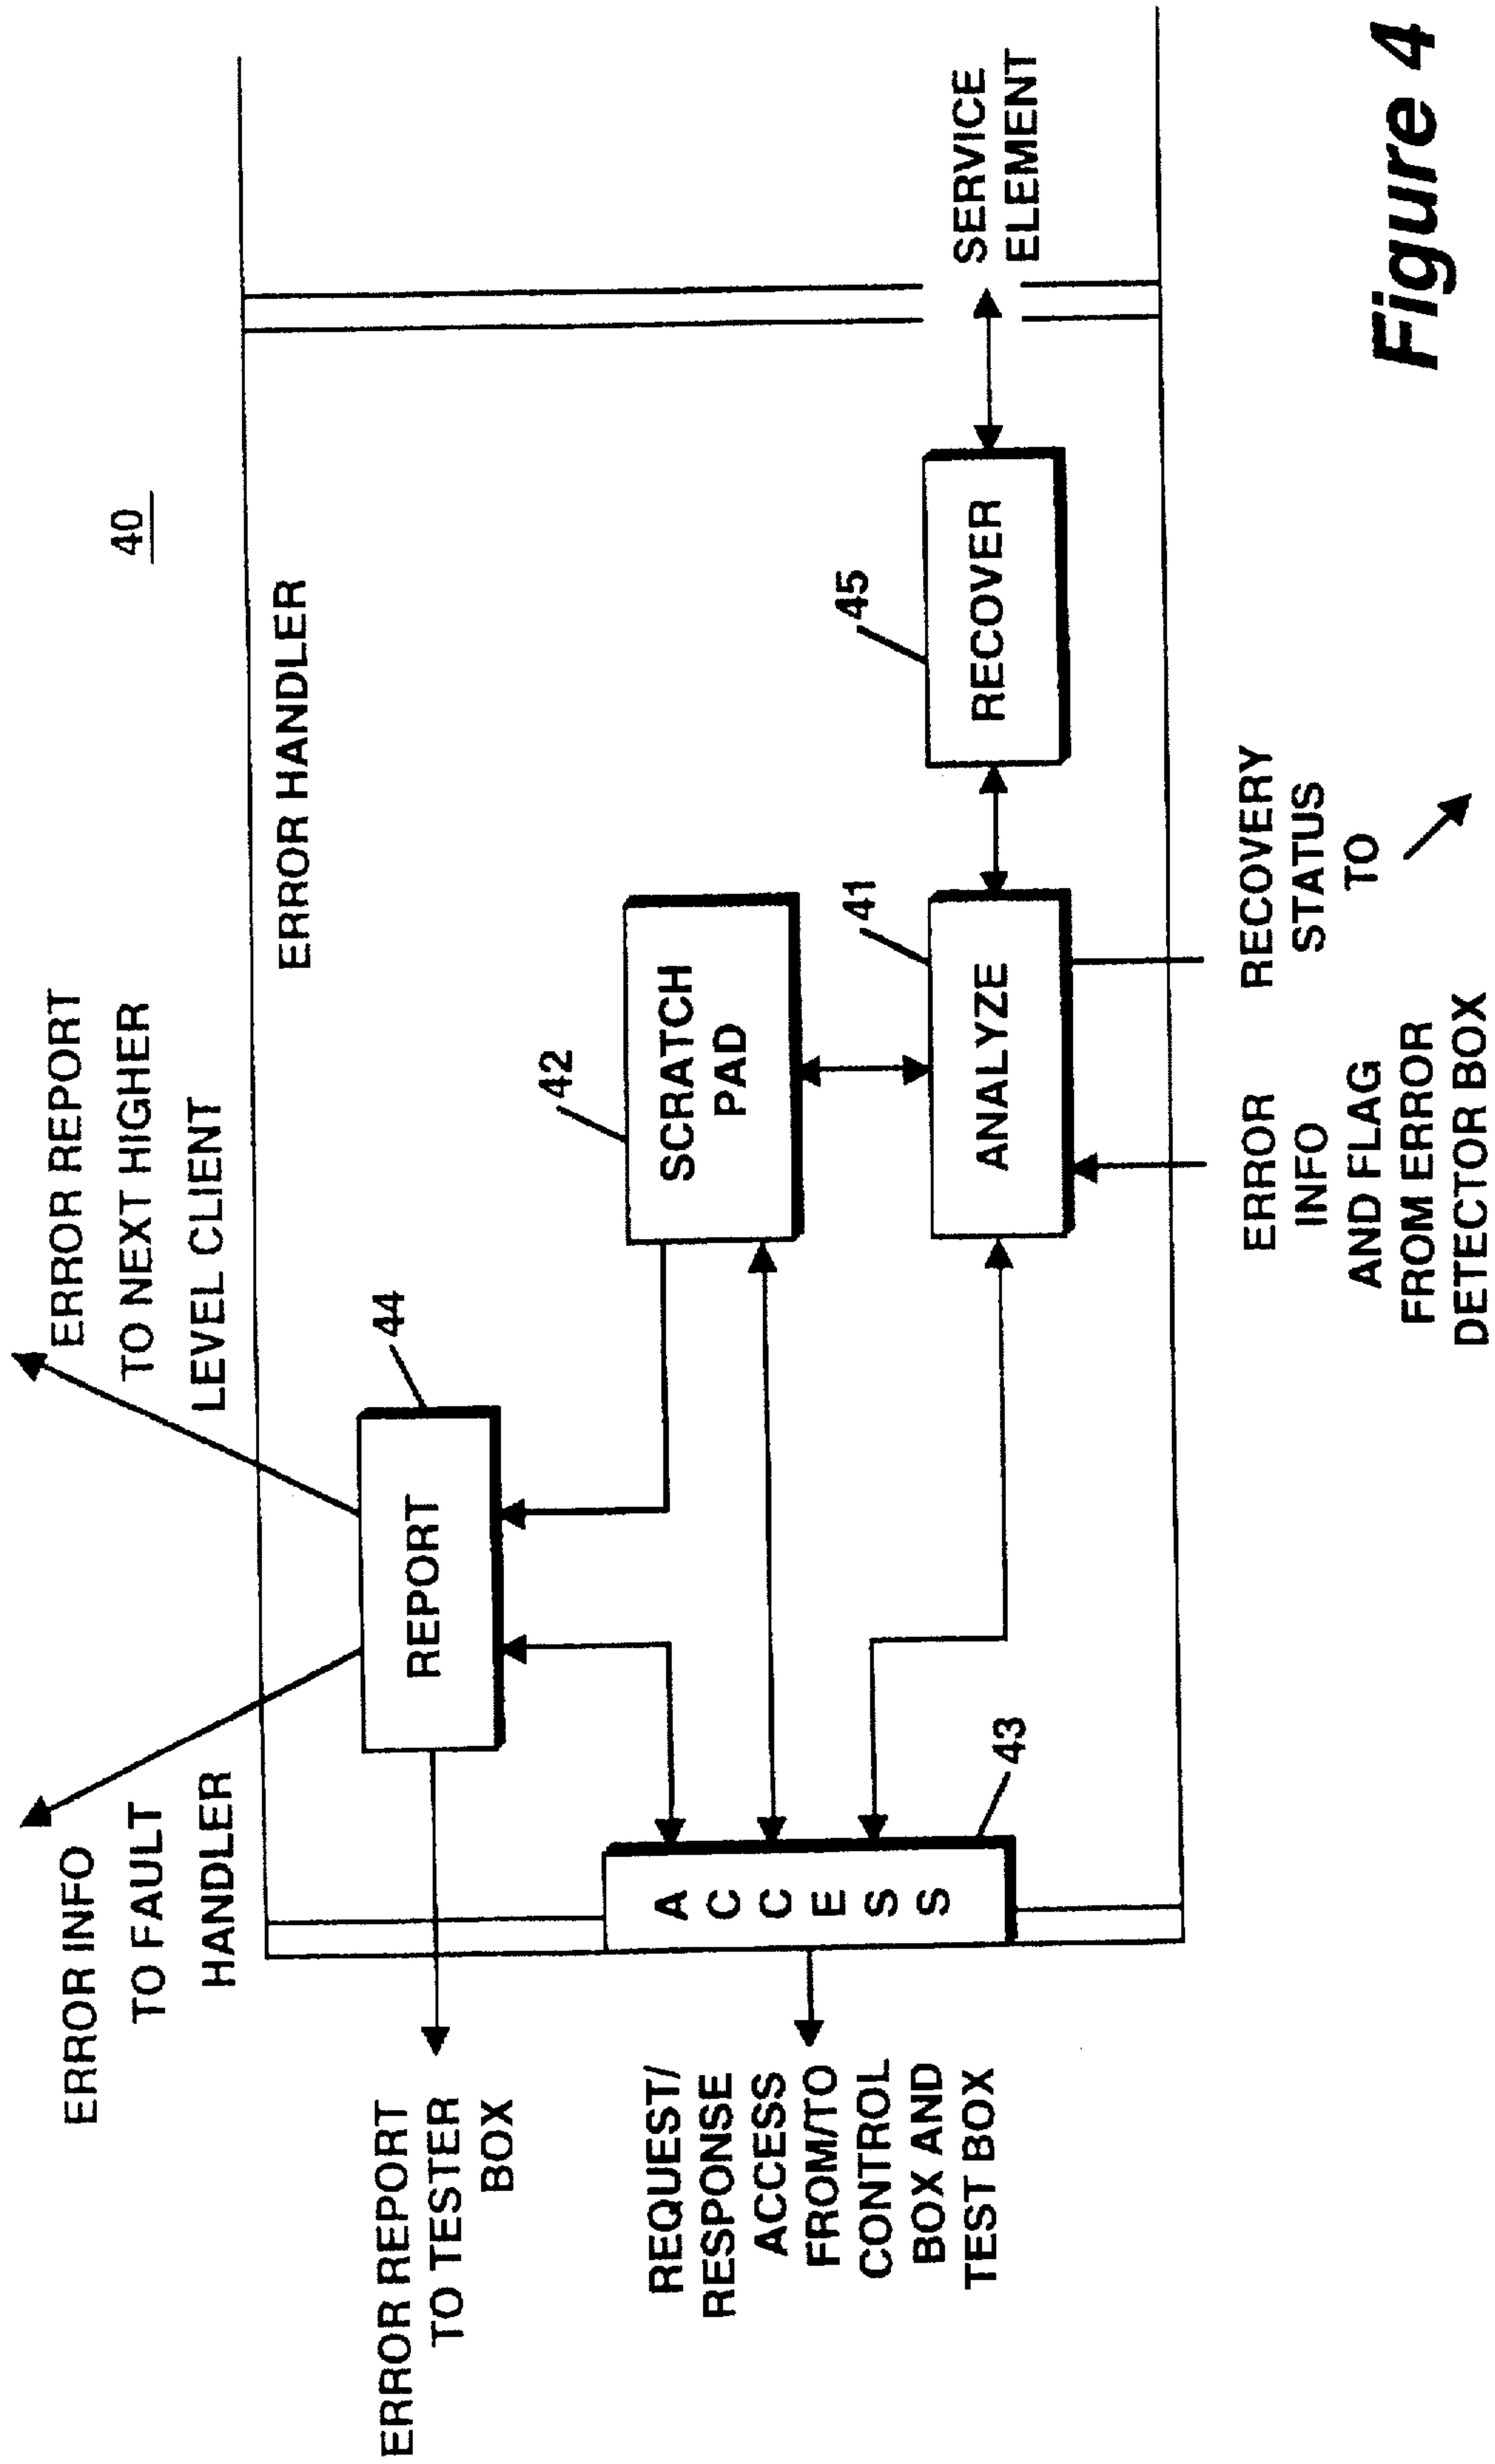 40
ERROR INFO
TO FAULT
HANDLER
ERROR REPORT
TO NEXT HIGHER
LEVEL CLIENT
ERROR HANDLER
ERROR REPORT
TO TESTER
BOX
REPORT
44
42
SCRATCH
PAD
REQUEST/
RESPONSE
ACCESS
FROM/TO
CONTROL
BOX AND
TEST BOX
ACCESS
43
41
ANALYZE
45
RECOVER
SERVICE
ELEMENT
ERROR
INFO
AND FLAG
FROM ERROR
DETECTOR BOX
RECOVERY
STATUS
TO
Figure 4